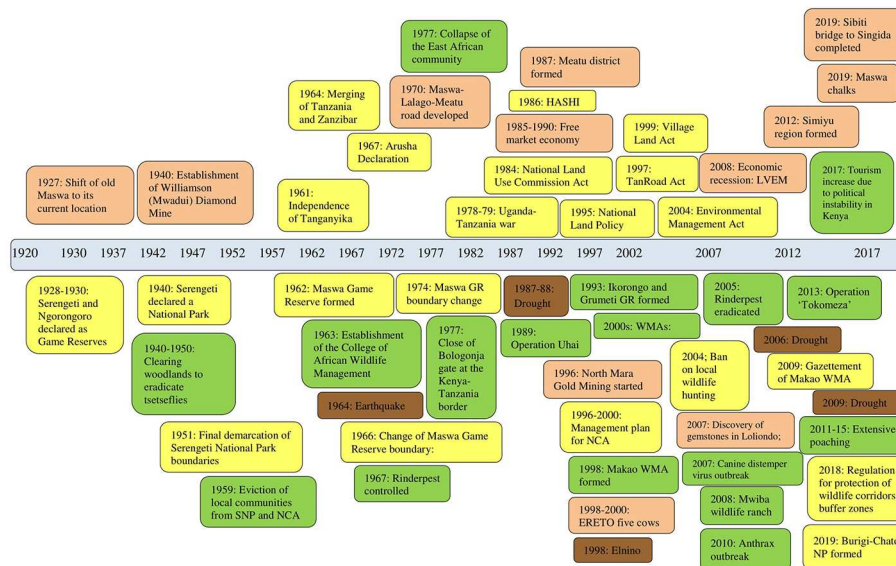 1927: Shift of old
Maswa to its
current location
1940: Establishment
of Williamson
(Mwadui) Diamond
Mine
1964: Merging
of Tanzania
and Zanzibar
1961:
Independence
of Tanganyika
1977: Collapse of
the East African
community
1970: Maswa-
Lalago-Meatu
road developed
1967: Arusha
Declaration
1987: Meatu district
formed
1986: HASHI
1985-1990: Free
market economy
1984: National Land
Use Commission Act
1978-79: Uganda-
Tanzania war
1999: Village
Land Act
1997:
TanRoad Act
1995: National
Land Policy
2004: Environmental
Management Act
2019: Sibiti
bridge to Singida
completed
2019: Maswa
chalks
2012: Simiyu
region formed
2008: Economic
recession: LVEM
2017: Tourism
increase due
to political
instability in
Kenya
1920 1930 1937 1942 1947 1952 1957 1962 1967 1972 1977 1982 1987 1992 1997 2002 2007 2012 2017
1928-1930:
Serengeti and
Ngorongoro
declared as
Game Reserves
1940: Serengeti
declared a
National Park
1940-1950:
Clearing
woodlands to
eradicate
tsetseflies
1951: Final demarcation of
Serengeti National Park
boundaries
1959: Eviction of
local communities
from SNP and NCA
1962: Maswa Game
Reserve formed
1963: Establishment
of the College of
African Wildlife
Management
1964: Earthquake
1966: Change of Maswa Game
Reserve boundary:
1967: Rinderpest
controlled
1974: Maswa GR
boundary change
1977:
Close of
Bologonja
gate at the
Kenya-
Tanzania
border
1987-88:
Drought
1989:
Operation Uhai
1993: Ikorongo and
Grumeti GR formed
2000s: WMAs:
1996: North Mara
Gold Mining started
1996-2000:
Management plan
for NCA
1998: Makao WMA
formed
1998-2000:
ERETO five cows
1998: Elnino
2005:
Rinderpest
eradicated
2004; Ban
on local
wildlife
hunting
2007: Discovery of
gemstones in Loliondo;
2007: Canine distemper
virus outbreak
2008: Mwiba
wildlife ranch
2010: Anthrax
outbreak
2013: Operation
‘Tokomeza’
2006: Drought
2009: Gazettement
of Makao WMA
2009: Drought
2011-15: Extensive
poaching
2018: Regulation
for protection of
wildlife corridors
buffer zones
2019: Burigi-Chato
NP formed